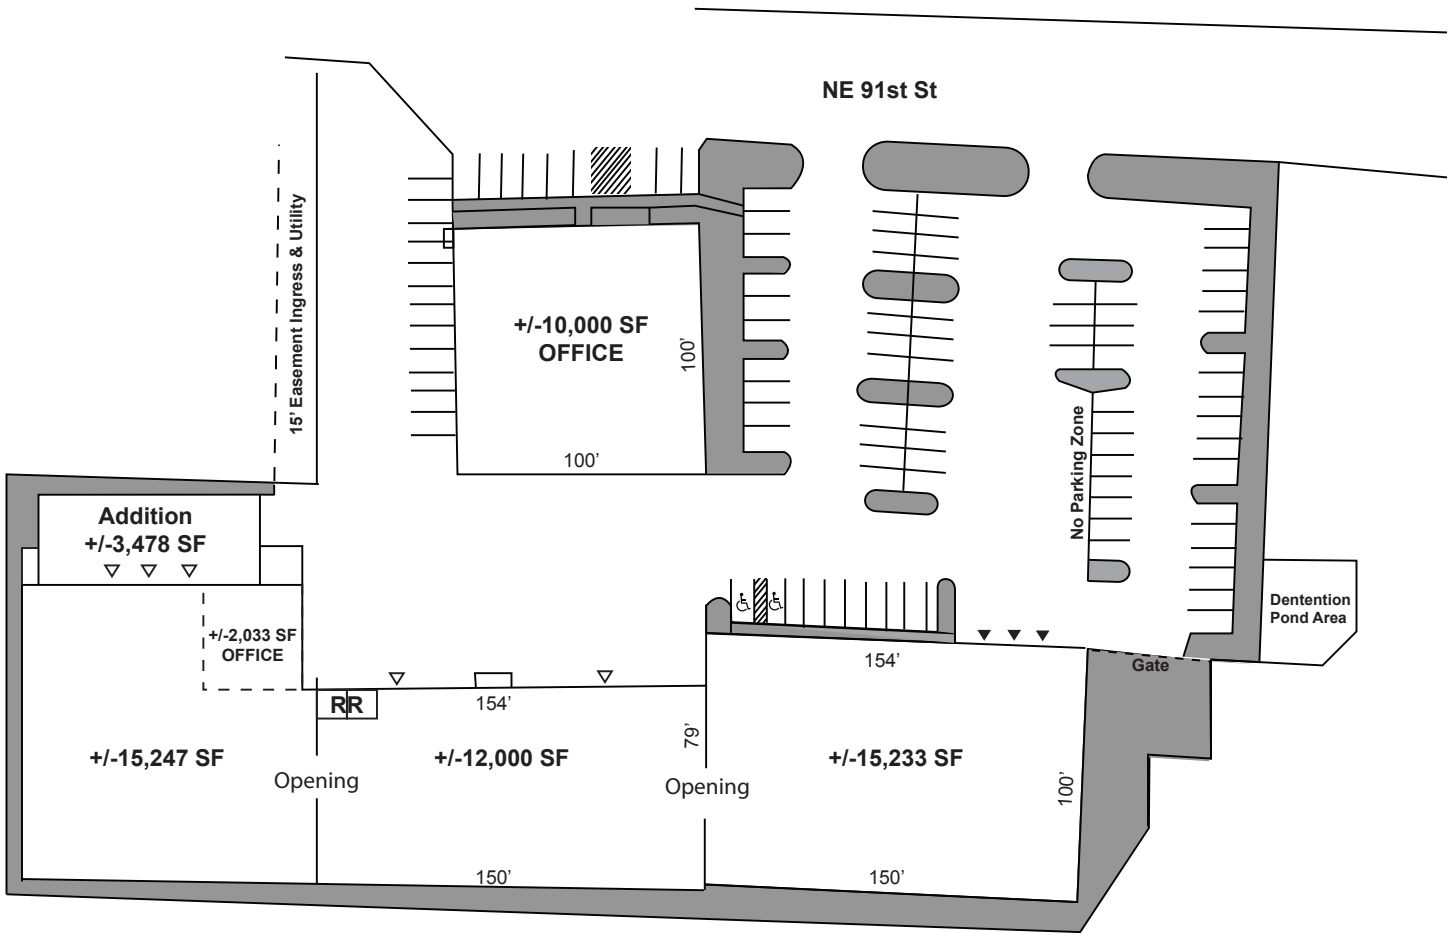 NE 91st St
15' Easement Ingress & Utility
+/-10,000 SF
OFFICE
100'
100'
No Parking Zone
Addition
+/-3,478 SF
+/-2,033 SF
OFFICE
Dentention
Pond Area
Gate
154'
RR
154'
79'
+/-15,247 SF
+/-12,000 SF
+/-15,233 SF
Opening
Opening
100'
150'
150'